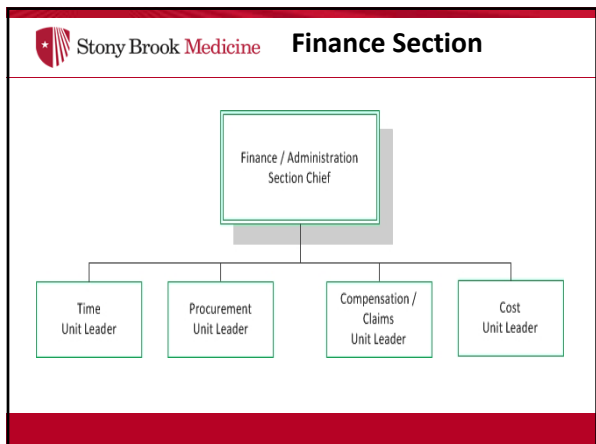 Stony Brook Medicine
Finance Section
Finance / Administration
Section Chief
Time
Unit Leader
Procurement
Unit Leader
Compensation /
Claims
Unit Leader
Cost
Unit Leader